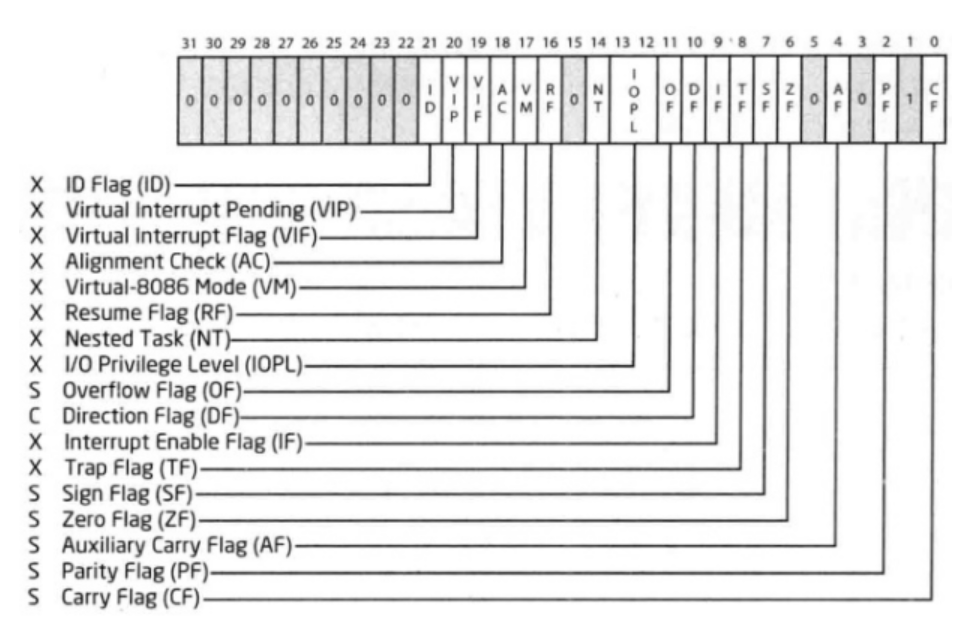 31 30 29 28 27 26 25 24 23 22 21 20 19 18 17 16 15 14 13 12 11 10 9 8 7 6 5 4 3 2 1 0
0 0 0 0 0 0 0 0 0 0 ID VIP VIF AC VM RF 0 NT IOPL OF DF IF TF SF ZF 0 AF 0 PF 1 CF
X ID Flag (ID)
X Virtual Interrupt Pending (VIP)
X Virtual Interrupt Flag (VIF)
X Alignment Check (AC)
X Virtual-8086 Mode (VM)
X Resume Flag (RF)
X Nested Task (NT)
X I/O Privilege Level (IOPL)
S Overflow Flag (OF)
C Direction Flag (DF)
X Interrupt Enable Flag (IF)
X Trap Flag (TF)
S Sign Flag (SF)
S Zero Flag (ZF)
S Auxiliary Carry Flag (AF)
S Parity Flag (PF)
S Carry Flag (CF)